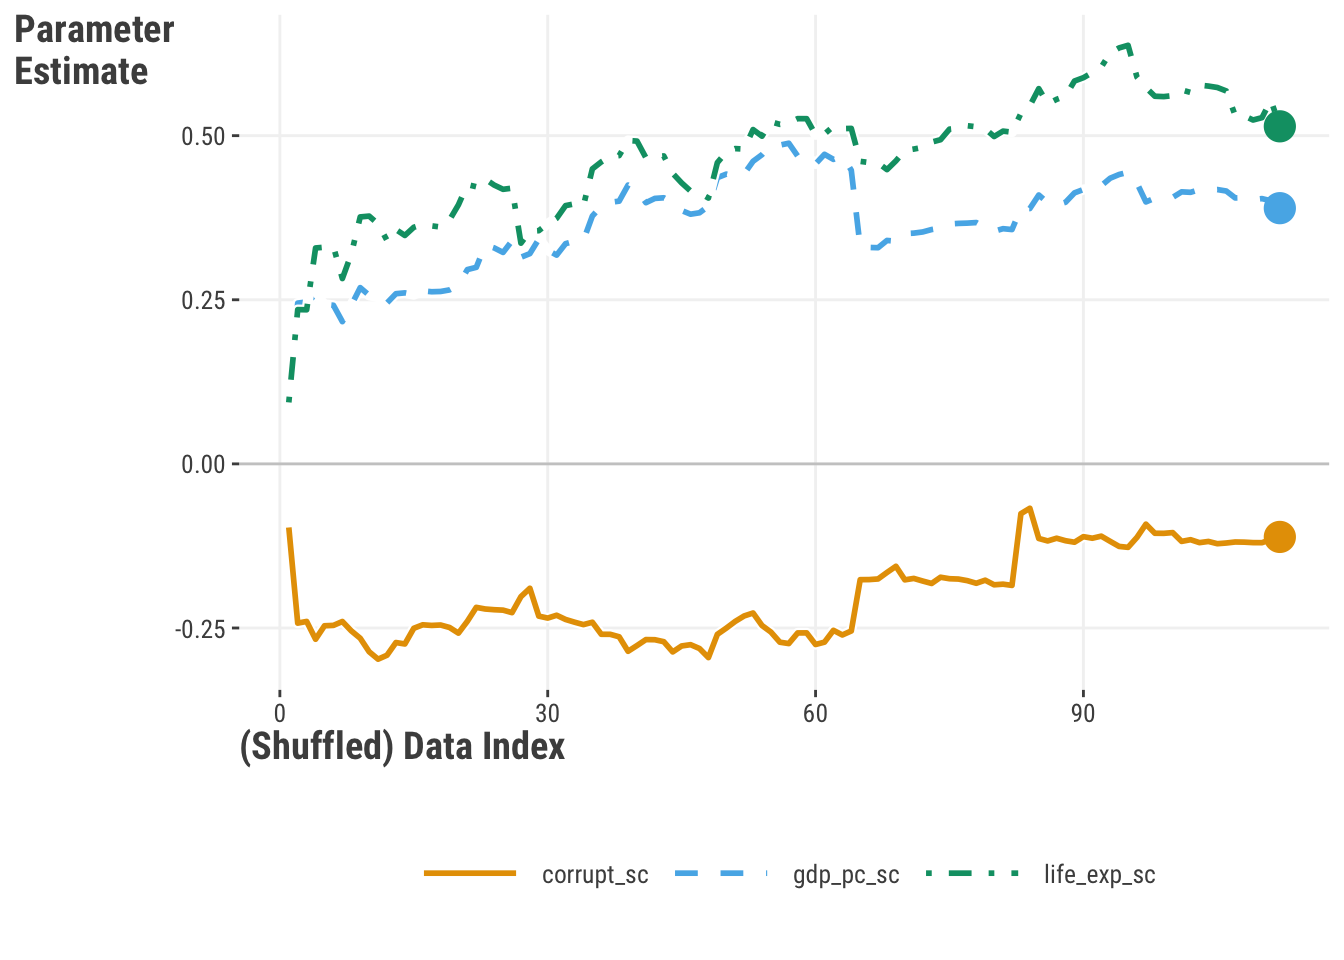 Parameter
Estimate
0.50
0.25
0.00
-0.25
0
30
60
90
(Shuffled) Data Index
corrupt_sc
gdp_pc_sc
life_exp_sc